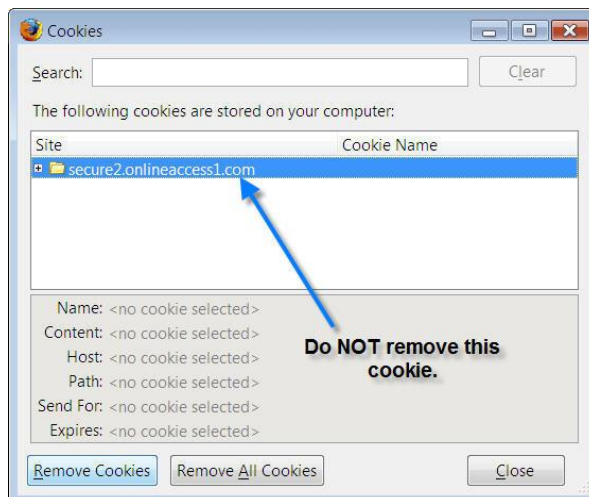 Cookies
Search:
Clear
The following cookies are stored on your computer:
Site Cookie Name
secure2.onlineaccess1.com
Name: <no cookie selected>
Content: <no cookie selected>
Host: <no cookie selected>
Path: <no cookie selected>
Send For: <no cookie selected>
Expires: <no cookie selected>
Do NOT remove this
cookie.
Remove Cookies Remove All Cookies Close